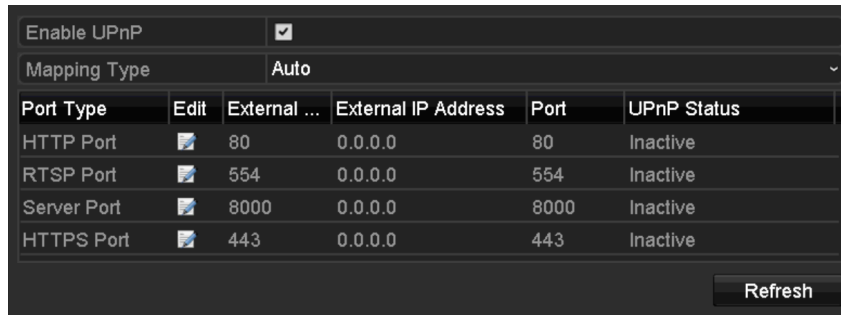 Enable UPnP
Mapping Type Auto
Port Type Edit External ... External IP Address Port UPnP Status
HTTP Port 80 0.0.0.0 80 Inactive
RTSP Port 554 0.0.0.0 554 Inactive
Server Port 8000 0.0.0.0 8000 Inactive
HTTPS Port 443 0.0.0.0 443 Inactive
Refresh